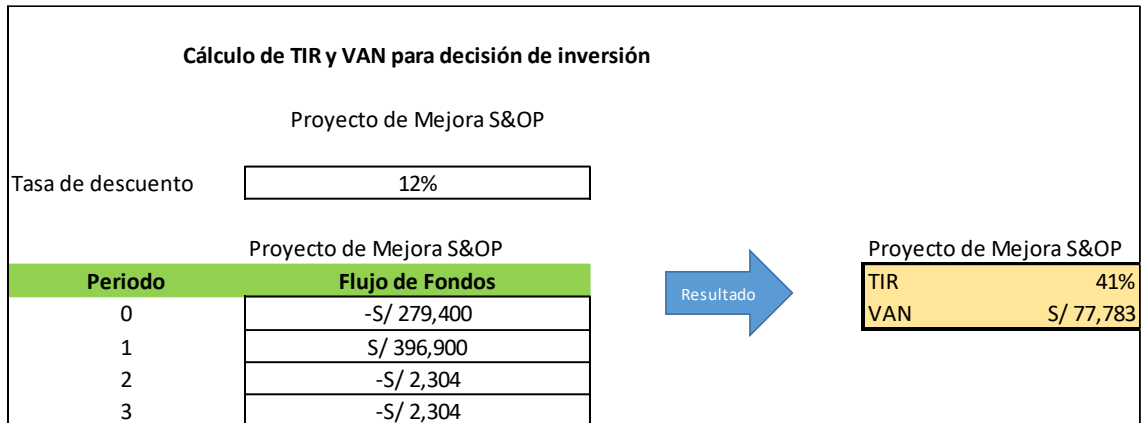 Cálculo de TIR y VAN para decisión de inversión
Proyecto de Mejora S&OP
Tasa de descuento 12%
Proyecto de Mejora S&OP Proyecto de Mejora S&OP
Periodo Flujo de Fondos Resultado TIR 41%
0 -S/ 279,400 VAN S/ 77,783
1 S/ 396,900
2 -S/ 2,304
3 -S/ 2,304